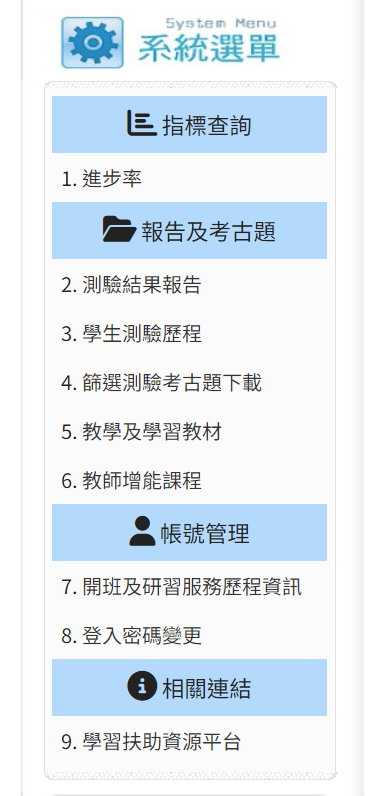 System Menu
系統選單
指標查詢
1. 進步率
報告及考古題
2. 測驗結果報告
3. 學生測驗歷程
4. 篩選測驗考古題下載
5. 教學及學習教材
6. 教師增能課程
帳號管理
7. 開班及研習服務歷程資訊
8. 登入密碼變更
相關連結
9. 學習扶助資源平台